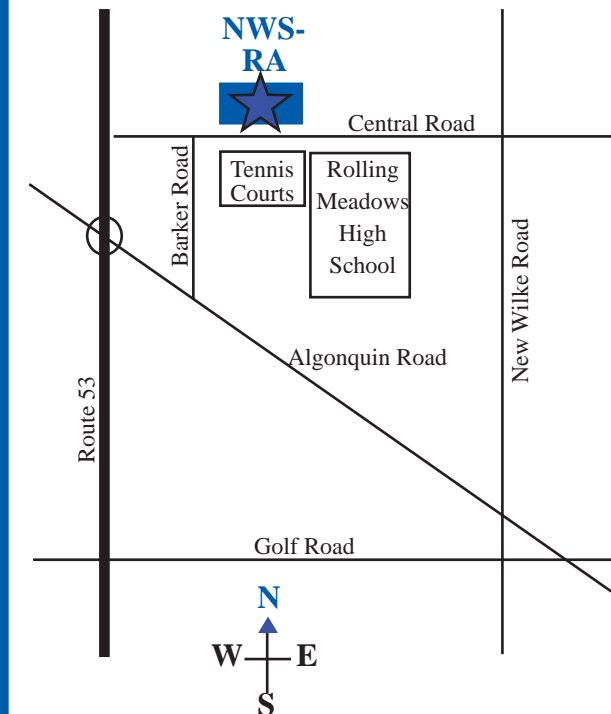 NWS-
RA
Central Road
Barker Road
Tennis
Courts
Rolling
Meadows
High
School
New Wilke Road
Algonquin Road
Route 53
Golf Road
N
W E
S